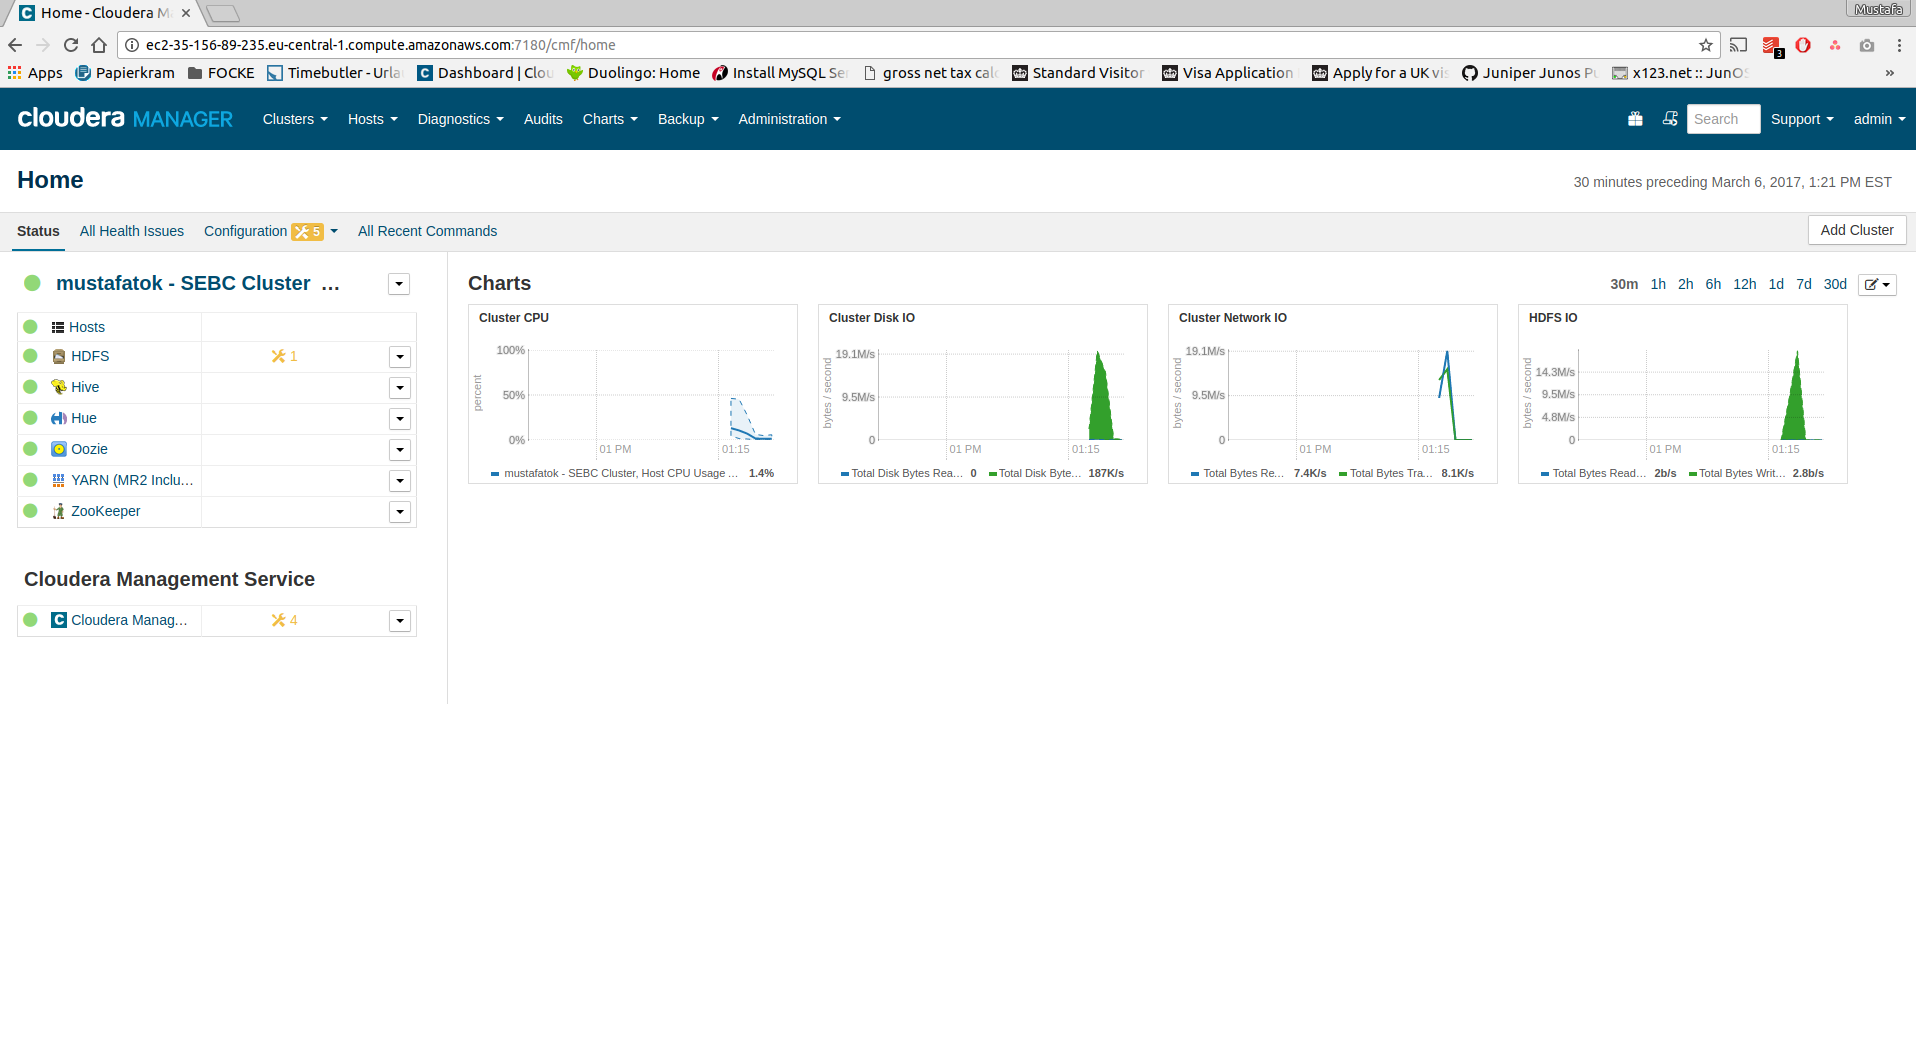 Home - Cloudera M
Mustafa
ec2-35-156-89-235.eu-central-1.compute.amazonaws.com:7180/cmf/home
3
Apps Papierkram FOCKE Timebutler - Urla Dashboard | Clou Duolingo: Home Install MySQL Ser gross net tax calc Standard Visitor Visa Application Apply for a UK vis Juniper Junos Pu x123.net :: JunOS »
cloudera MANAGER Clusters Hosts Diagnostics Audits Charts Backup Administration Search Support admin
Home
30 minutes preceding March 6, 2017, 1:21 PM EST
Status All Health Issues Configuration 5 All Recent Commands Add Cluster
mustafatok - SEBC Cluster ...
Hosts
HDFS 1
Hive
Hue
Oozie
YARN (MR2 Inclu...
ZooKeeper
Cloudera Management Service
Cloudera Manag... 4
Charts
30m 1h 2h 6h 12h 1d 7d 30d
Cluster CPU
percent
100%
50%
0%
01 PM 01:15
mustafatok - SEBC Cluster, Host CPU Usage ... 1.4%
Cluster Disk IO
bytes / second
19.1M/s
9.5M/s
0
01 PM 01:15
Total Disk Bytes Rea... 0 Total Disk Byte... 187K/s
Cluster Network IO
bytes / second
19.1M/s
9.5M/s
0
01 PM 01:15
Total Bytes Re... 7.4K/s Total Bytes Tra... 8.1K/s
HDFS IO
bytes / second
14.3M/s
9.5M/s
4.8M/s
0
01 PM 01:15
Total Bytes Read... 2b/s Total Bytes Writ... 2.8b/s